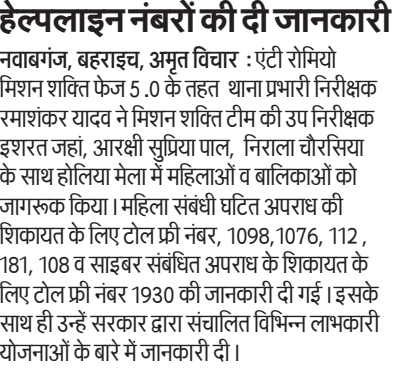 हेल्पलाइन नंबरों की दी जानकारी
नवाबगंज, बहराइच, अमृत विचार : एंटी रोमियो
मिशन शक्ति फेज 5 .0 के तहत थाना प्रभारी निरीक्षक
रमाशंकर यादव ने मिशन शक्ति टीम की उप निरीक्षक
इशरत जहां, आरक्षी सुप्रिया पाल, निराला चौरसिया
के साथ होलिया मेला में महिलाओं व बालिकाओं को
जागरूक किया । महिला संबंधी घटित अपराध की
शिकायत के लिए टोल फ्री नंबर, 1098,1076, 112 ,
181, 108 व साइबर संबंधित अपराध के शिकायत के
लिए टोल फ्री नंबर 1930 की जानकारी दी गई । इसके
साथ ही उन्हें सरकार द्वारा संचालित विभिन्न लाभकारी
योजनाओं के बारे में जानकारी दी ।